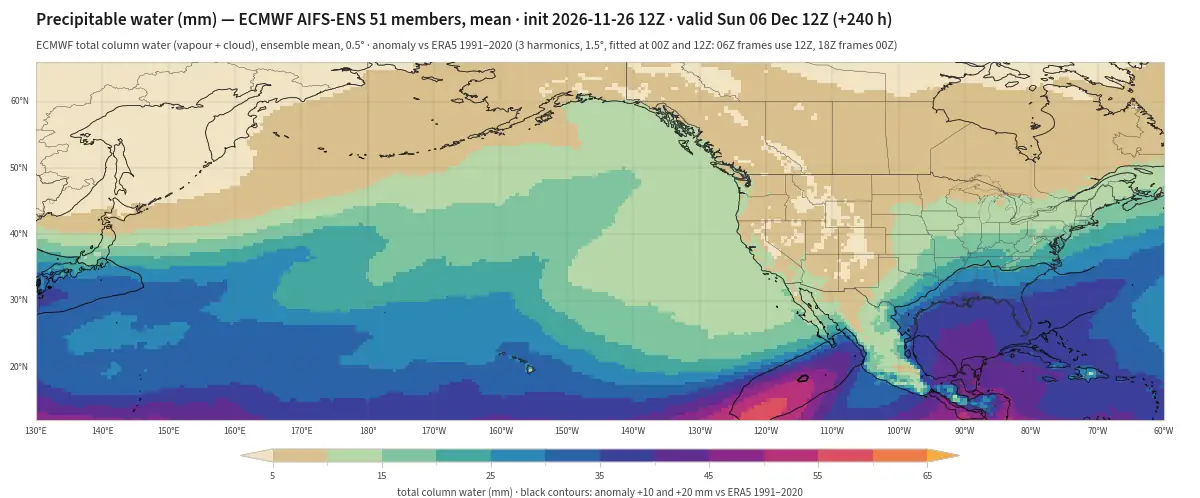 Precipitable water (mm) — ECMWF AIFS-ENS 51 members, mean · init 2026-11-26 12Z · valid Sun 06 Dec 12Z (+240 h)
ECMWF total column water (vapour + cloud), ensemble mean, 0.5° · anomaly vs ERA5 1991–2020 (3 harmonics, 1.5°, fitted at 00Z and 12Z: 06Z frames use 12Z, 18Z frames 00Z)
60°N
50°N
40°N
30°N
20°N
130°E 140°E 150°E 160°E 170°E 180° 170°W 160°W 150°W 140°W 130°W 120°W 110°W 100°W 90°W 80°W 70°W 60°W
5 15 25 35 45 55 65
total column water (mm) · black contours: anomaly +10 and +20 mm vs ERA5 1991–2020